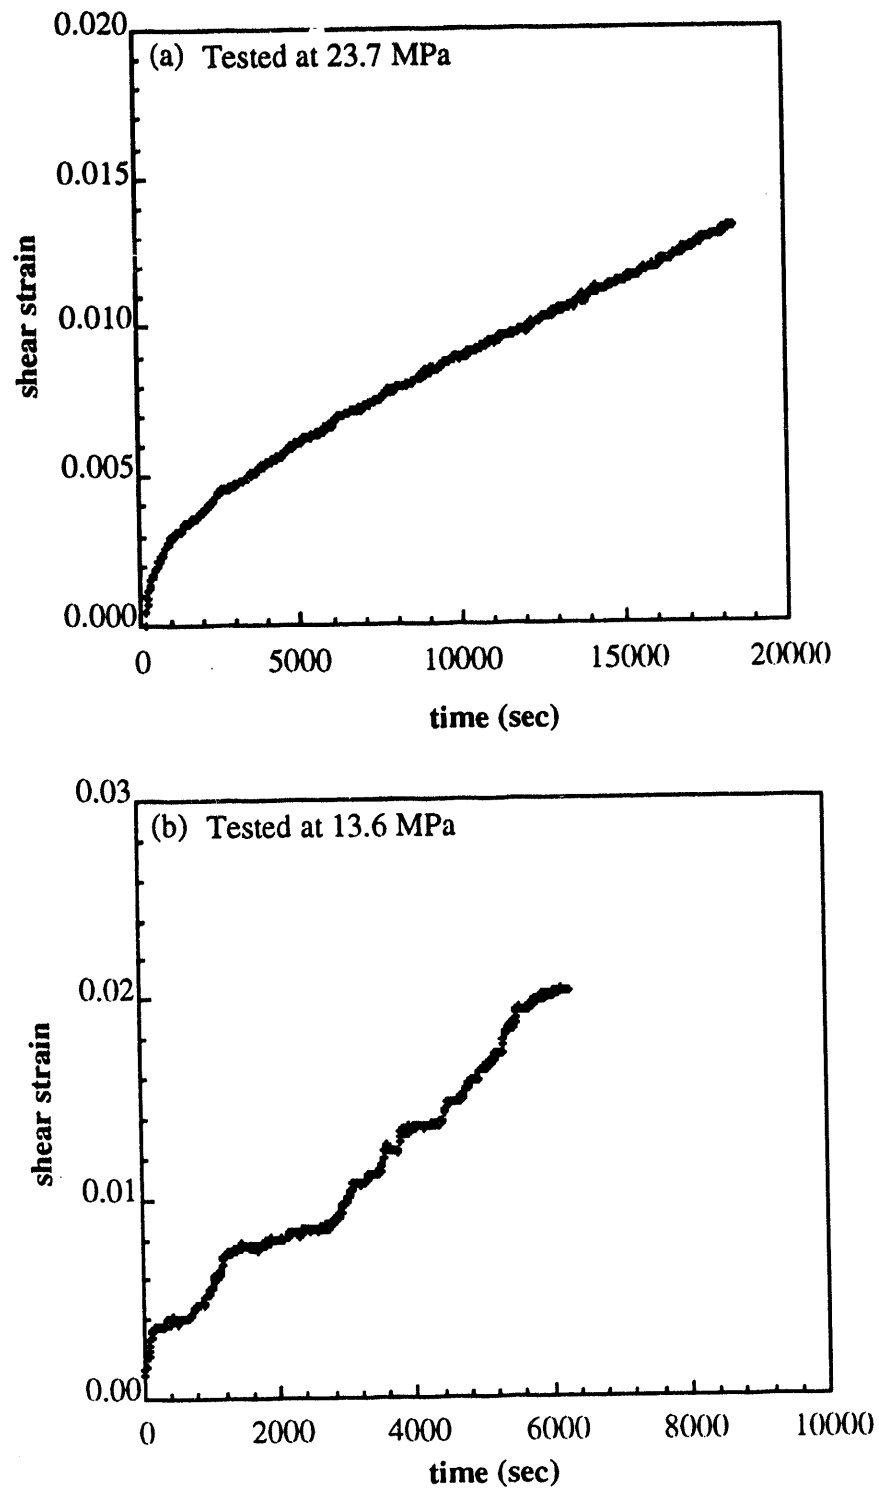 0.020
(a) Tested at 23.7 MPa
0.015
0.010
0.005
0.000
shear strain
0 5000 10000 15000 20000
time (sec)
0.03
(b) Tested at 13.6 MPa
0.02
0.01
0.00
shear strain
0 2000 4000 6000 8000 10000
time (sec)